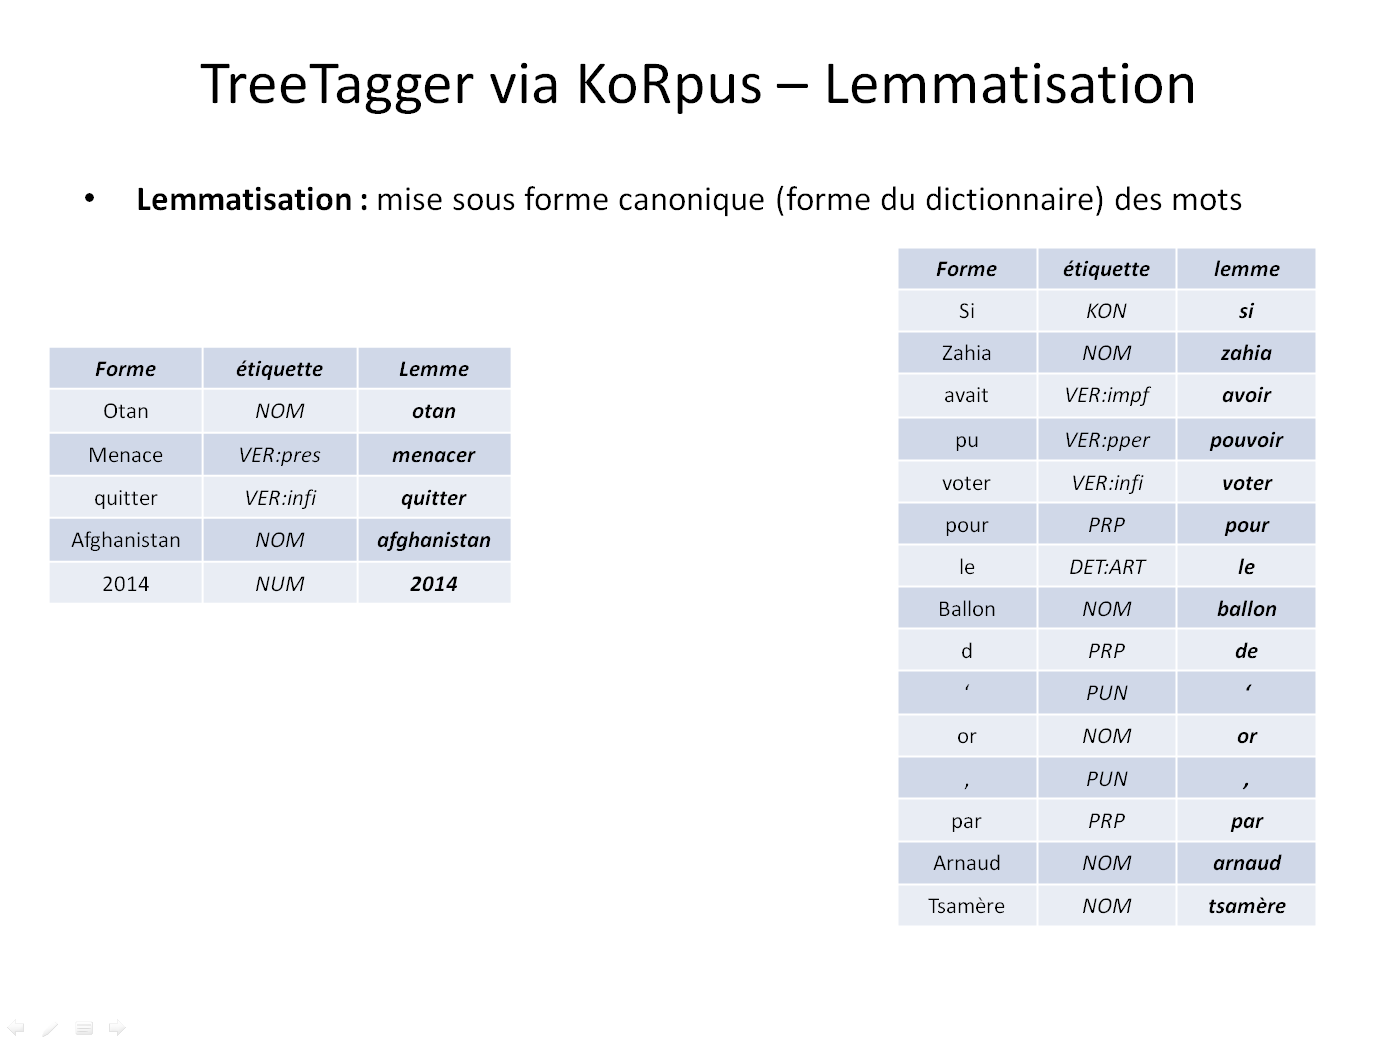 TreeTagger via KoRpus – Lemmatisation
• Lemmatisation : mise sous forme canonique (forme du dictionnaire) des mots
Forme étiquette Lemme
Otan NOM otan
Menace VER:pres menacer
quitter VER:infi quitter
Afghanistan NOM afghanistan
2014 NUM 2014
Forme étiquette lemme
Si KON si
Zahia NOM zahia
avait VER:impf avoir
pu VER:pper pouvoir
voter VER:infi voter
pour PRP pour
le DET:ART le
Ballon NOM ballon
d PRP de
‘ PUN ‘
or NOM or
, PUN ,
par PRP par
Arnaud NOM arnaud
Tsamère NOM tsamère